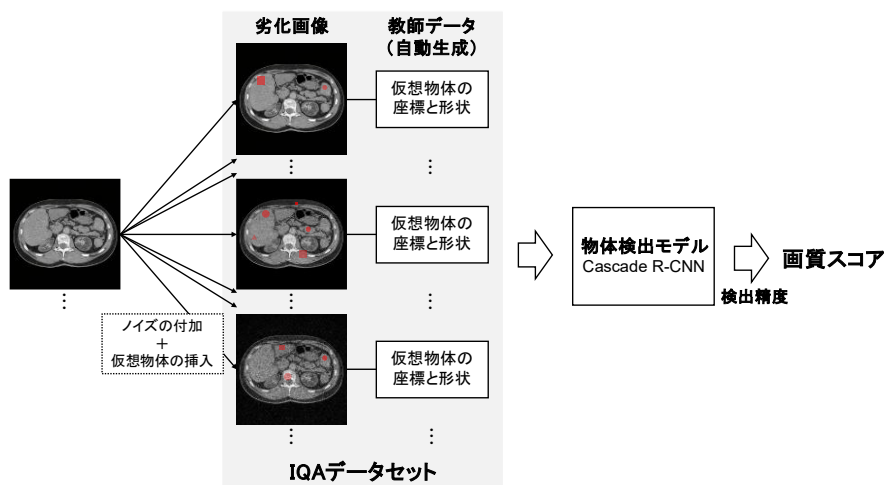 劣化画像
教師データ
(自動生成)
仮想物体の
座標と形状
⋮
⋮
仮想物体の
座標と形状
⋮
⋮
⋮
ノイズの付加
+
仮想物体の挿入
仮想物体の
座標と形状
⋮
⋮
IQAデータセット
物体検出モデル
Cascade R-CNN
検出精度
画質スコア